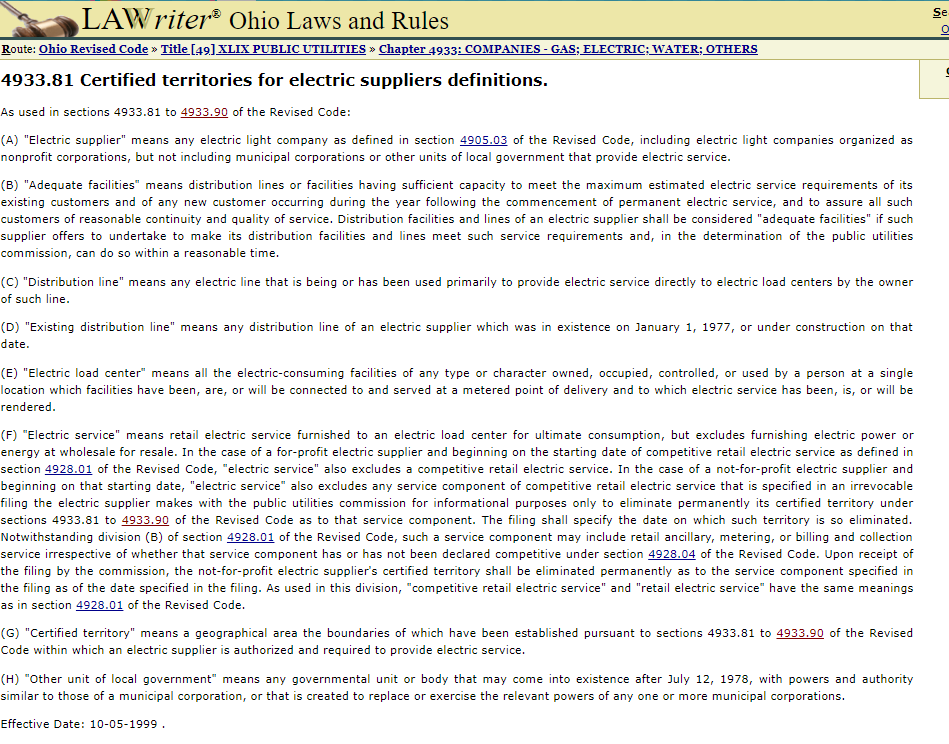 LAWriter® Ohio Laws and Rules
Se
O
Route: Ohio Revised Code » Title [49] XLIX PUBLIC UTILITIES » Chapter 4933: COMPANIES - GAS; ELECTRIC; WATER; OTHERS
4933.81 Certified territories for electric suppliers definitions.
As used in sections 4933.81 to 4933.90 of the Revised Code:
(A) "Electric supplier" means any electric light company as defined in section 4905.03 of the Revised Code, including electric light companies organized as
nonprofit corporations, but not including municipal corporations or other units of local government that provide electric service.
(B) "Adequate facilities" means distribution lines or facilities having sufficient capacity to meet the maximum estimated electric service requirements of its
existing customers and of any new customer occurring during the year following the commencement of permanent electric service, and to assure all such
customers of reasonable continuity and quality of service. Distribution facilities and lines of an electric supplier shall be considered "adequate facilities" if such
supplier offers to undertake to make its distribution facilities and lines meet such service requirements and, in the determination of the public utilities
commission, can do so within a reasonable time.
(C) "Distribution line" means any electric line that is being or has been used primarily to provide electric service directly to electric load centers by the owner
of such line.
(D) "Existing distribution line" means any distribution line of an electric supplier which was in existence on January 1, 1977, or under construction on that
date.
(E) "Electric load center" means all the electric-consuming facilities of any type or character owned, occupied, controlled, or used by a person at a single
location which facilities have been, are, or will be connected to and served at a metered point of delivery and to which electric service has been, is, or will be
rendered.
(F) "Electric service" means retail electric service furnished to an electric load center for ultimate consumption, but excludes furnishing electric power or
energy at wholesale for resale. In the case of a for-profit electric supplier and beginning on the starting date of competitive retail electric service as defined in
section 4928.01 of the Revised Code, "electric service" also excludes a competitive retail electric service. In the case of a not-for-profit electric supplier and
beginning on that starting date, "electric service" also excludes any service component of competitive retail electric service that is specified in an irrevocable
filing the electric supplier makes with the public utilities commission for informational purposes only to eliminate permanently its certified territory under
sections 4933.81 to 4933.90 of the Revised Code as to that service component. The filing shall specify the date on which such territory is so eliminated.
Notwithstanding division (B) of section 4928.01 of the Revised Code, such a service component may include retail ancillary, metering, or billing and collection
service irrespective of whether that service component has or has not been declared competitive under section 4928.04 of the Revised Code. Upon receipt of
the filing by the commission, the not-for-profit electric supplier's certified territory shall be eliminated permanently as to the service component specified in
the filing as of the date specified in the filing. As used in this division, "competitive retail electric service" and "retail electric service" have the same meanings
as in section 4928.01 of the Revised Code.
(G) "Certified territory" means a geographical area the boundaries of which have been established pursuant to sections 4933.81 to 4933.90 of the Revised
Code within which an electric supplier is authorized and required to provide electric service.
(H) "Other unit of local government" means any governmental unit or body that may come into existence after July 12, 1978, with powers and authority
similar to those of a municipal corporation, or that is created to replace or exercise the relevant powers of any one or more municipal corporations.
Effective Date: 10-05-1999 .